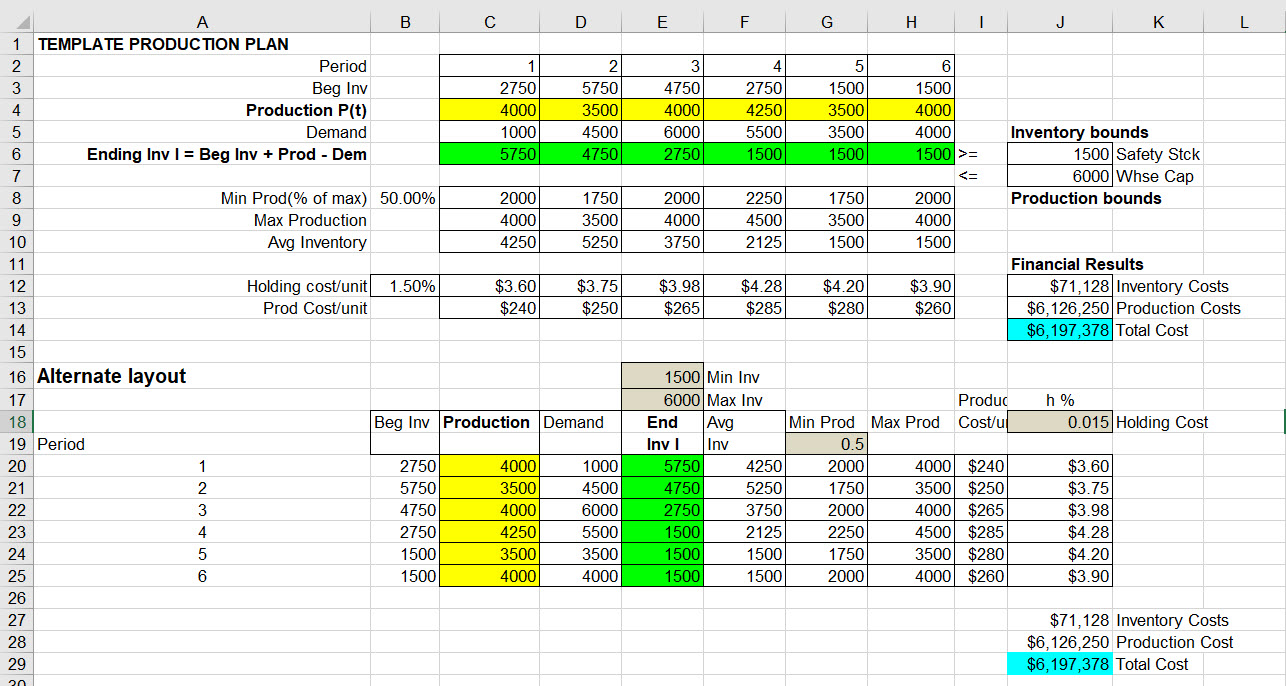 A B C D E F G H I J K L
1 TEMPLATE PRODUCTION PLAN
2 Period 1 2 3 4 5 6
3 Beg Inv 2750 5750 4750 2750 1500 1500
4 Production P(t) 4000 3500 4000 4250 3500 4000
5 Demand 1000 4500 6000 5500 3500 4000 Inventory bounds
6 Ending Inv I = Beg Inv + Prod - Dem 5750 4750 2750 1500 1500 1500 >= 1500 Safety Stck
7 <= 6000 Whse Cap
8 Min Prod(% of max) 50.00% 2000 1750 2000 2250 1750 2000 Production bounds
9 Max Production 4000 3500 4000 4500 3500 4000
10 Avg Inventory 4250 5250 3750 2125 1500 1500
11 Financial Results
12 Holding cost/unit 1.50% $3.60 $3.75 $3.98 $4.28 $4.20 $3.90 $71,128 Inventory Costs
13 Prod Cost/unit $240 $250 $265 $285 $280 $260 $6,126,250 Production Costs
14 $6,197,378 Total Cost
15
16 Alternate layout 1500 Min Inv
17 6000 Max Inv Produc h %
18 Beg Inv Production Demand End Avg Min Prod Max Prod Cost/u 0.015 Holding Cost
19 Period Inv I Inv 0.5
20 1 2750 4000 1000 5750 4250 2000 4000 $240 $3.60
21 2 5750 3500 4500 4750 5250 1750 3500 $250 $3.75
22 3 4750 4000 6000 2750 3750 2000 4000 $265 $3.98
23 4 2750 4250 5500 1500 2125 2250 4500 $285 $4.28
24 5 1500 3500 3500 1500 1500 1750 3500 $280 $4.20
25 6 1500 4000 4000 1500 1500 2000 4000 $260 $3.90
26
27 $71,128 Inventory Costs
28 $6,126,250 Production Cost
29 $6,197,378 Total Cost
30